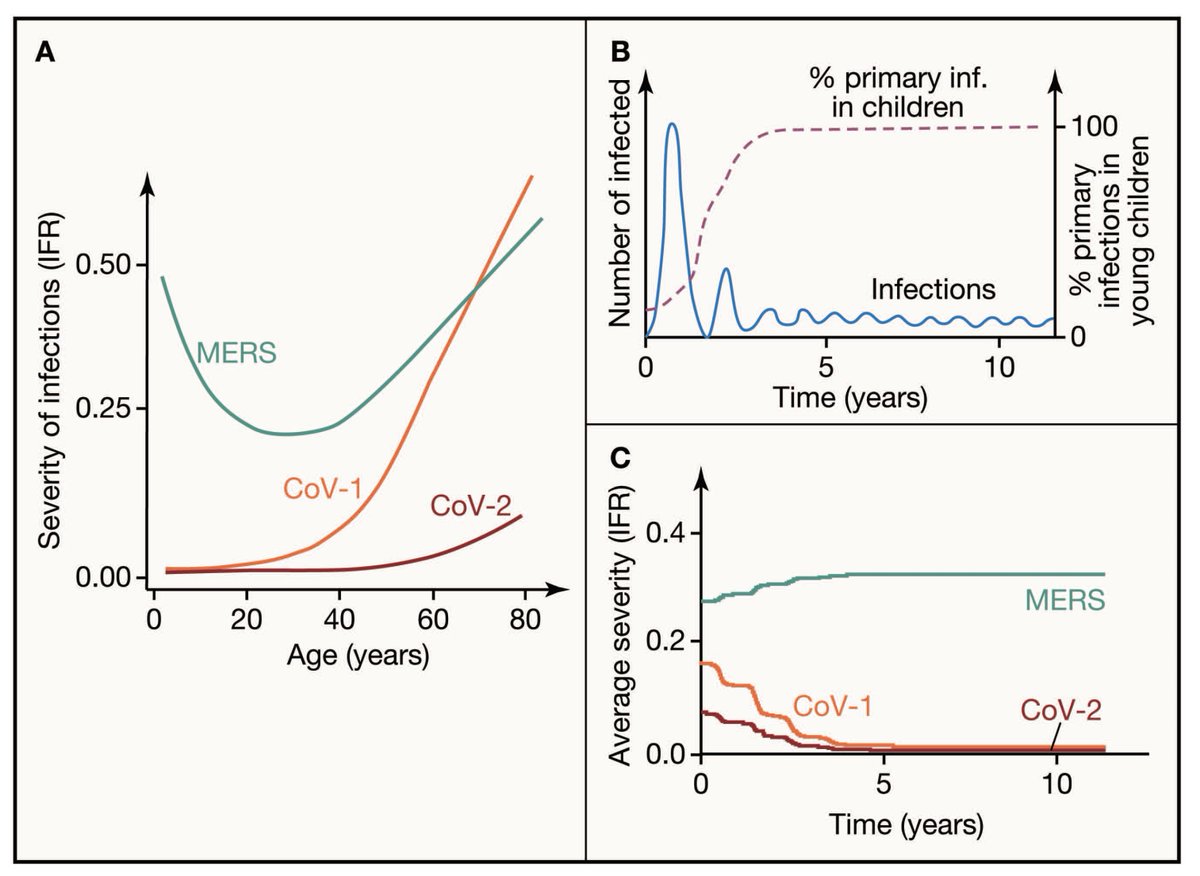 A
Severity of infections (IFR)
0.50
0.25
0.00
MERS
CoV-1
CoV-2
0 20 40 60 80
Age (years)
B
Number of infected
% primary inf.
in children
Infections
100
0
% primary
infections in
young children
0 5 10
Time (years)
C
Average severity (IFR)
0.4
0.2
0.0
MERS
CoV-1
CoV-2
0 5 10
Time (years)